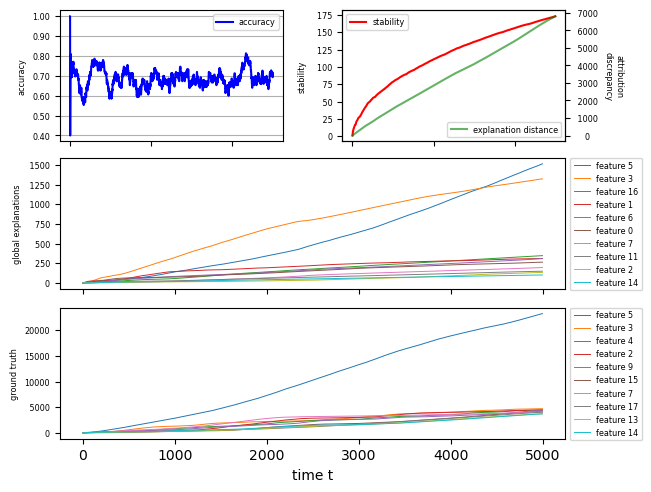 1.00
0.90
0.80
0.70
0.60
0.50
0.40
accuracy
accuracy
175
150
125
100
75
50
25
0
stability
stability
explanation distance
7000
6000
5000
4000
3000
2000
1000
0
attribution
discrepancy
1500
1250
1000
750
500
250
0
global explanations
feature 5
feature 3
feature 16
feature 1
feature 6
feature 0
feature 7
feature 11
feature 2
feature 14
20000
15000
10000
5000
0
ground truth
feature 5
feature 3
feature 4
feature 2
feature 9
feature 15
feature 7
feature 17
feature 13
feature 14
0
1000
2000
3000
4000
5000
time t